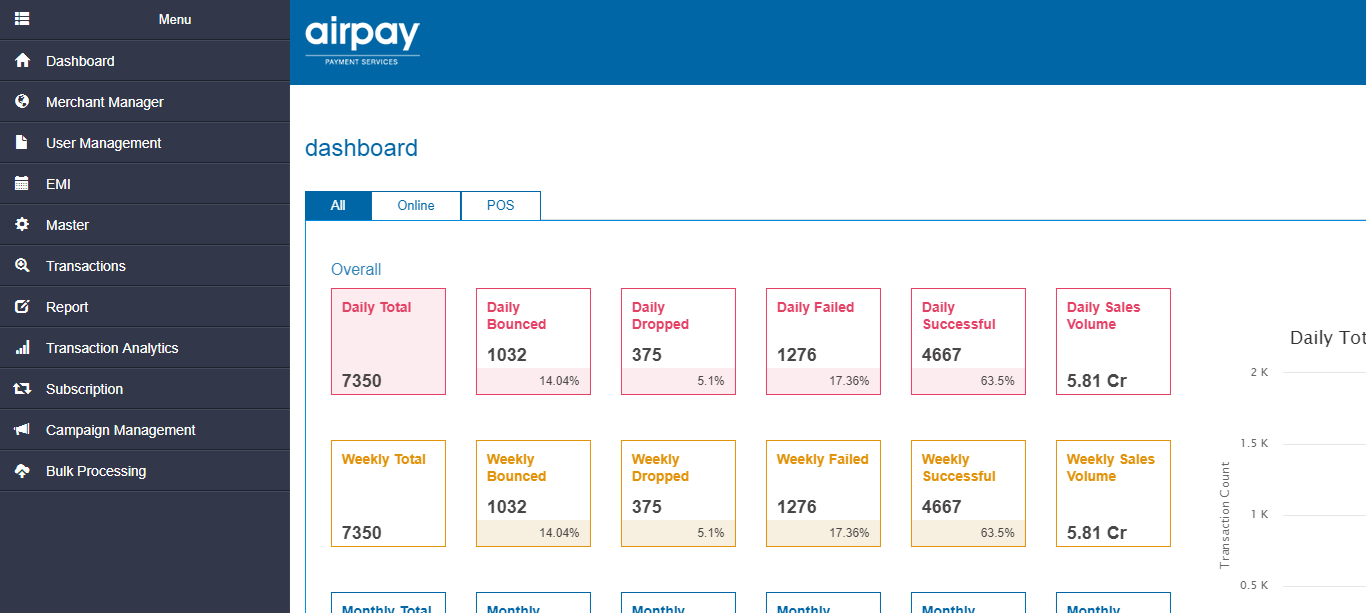 Menu
Dashboard
Merchant Manager
User Management
EMI
Master
Transactions
Report
Transaction Analytics
Subscription
Campaign Management
Bulk Processing
airpay
PAYMENT SERVICES
dashboard
All
Online
POS
Overall
Daily Total
7350
Daily
Bounced
1032
14.04%
Daily
Dropped
375
5.1%
Daily Failed
1276
17.36%
Daily
Successful
4667
63.5%
Daily Sales
Volume
5.81 Cr
Weekly Total
7350
Weekly
Bounced
1032
14.04%
Weekly
Dropped
375
5.1%
Weekly Failed
1276
17.36%
Weekly
Successful
4667
63.5%
Weekly Sales
Volume
5.81 Cr
Monthly Total
Monthly
Monthly
Monthly
Monthly
Monthly
Daily Tot
2 K
1.5 K
1 K
0.5 K
Transaction Count